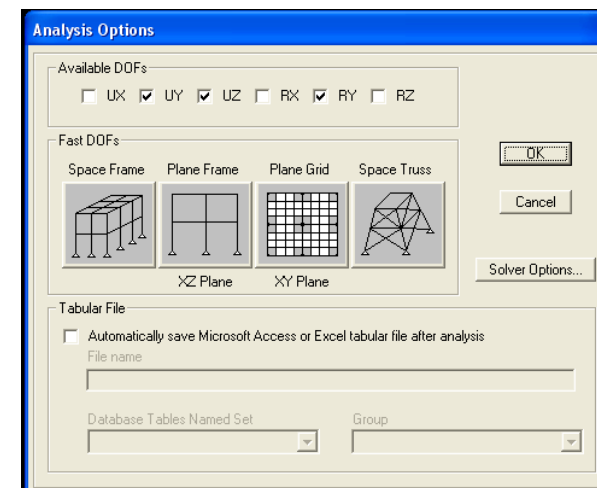 Analysis Options
Available DOFs
UX UY UZ RX RY RZ
Fast DOFs
Space Frame Plane Frame Plane Grid Space Truss
XZ Plane XY Plane
OK
Cancel
Solver Options...
Tabular File
Automatically save Microsoft Access or Excel tabular file after analysis
File name
Database Tables Named Set Group